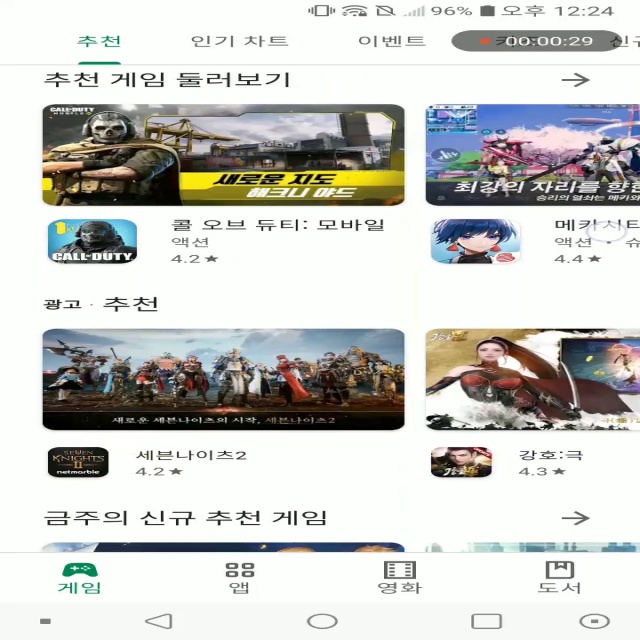 96% 오후 12:24
추천 인기 차트 이벤트 00:00:29 신규
추천 게임 둘러보기
CALL·DUTY
MOBILE
새로운 지도
해크니 야드
최강의 자리를 향한
승리의 열쇠는 메카와
콜 오브 듀티: 모바일
액션
4.2★
CALL·DUTY
메카시티
액션 · 슈
4.4★
광고 · 추천
새로운 세븐나이츠의 시작, 세븐나이츠2
세븐나이츠2
4.2★
SEVEN
KNIGHTS
II
netmarble
강호:극
4.3★
금주의 신규 추천 게임
게임 앱 영화 도서